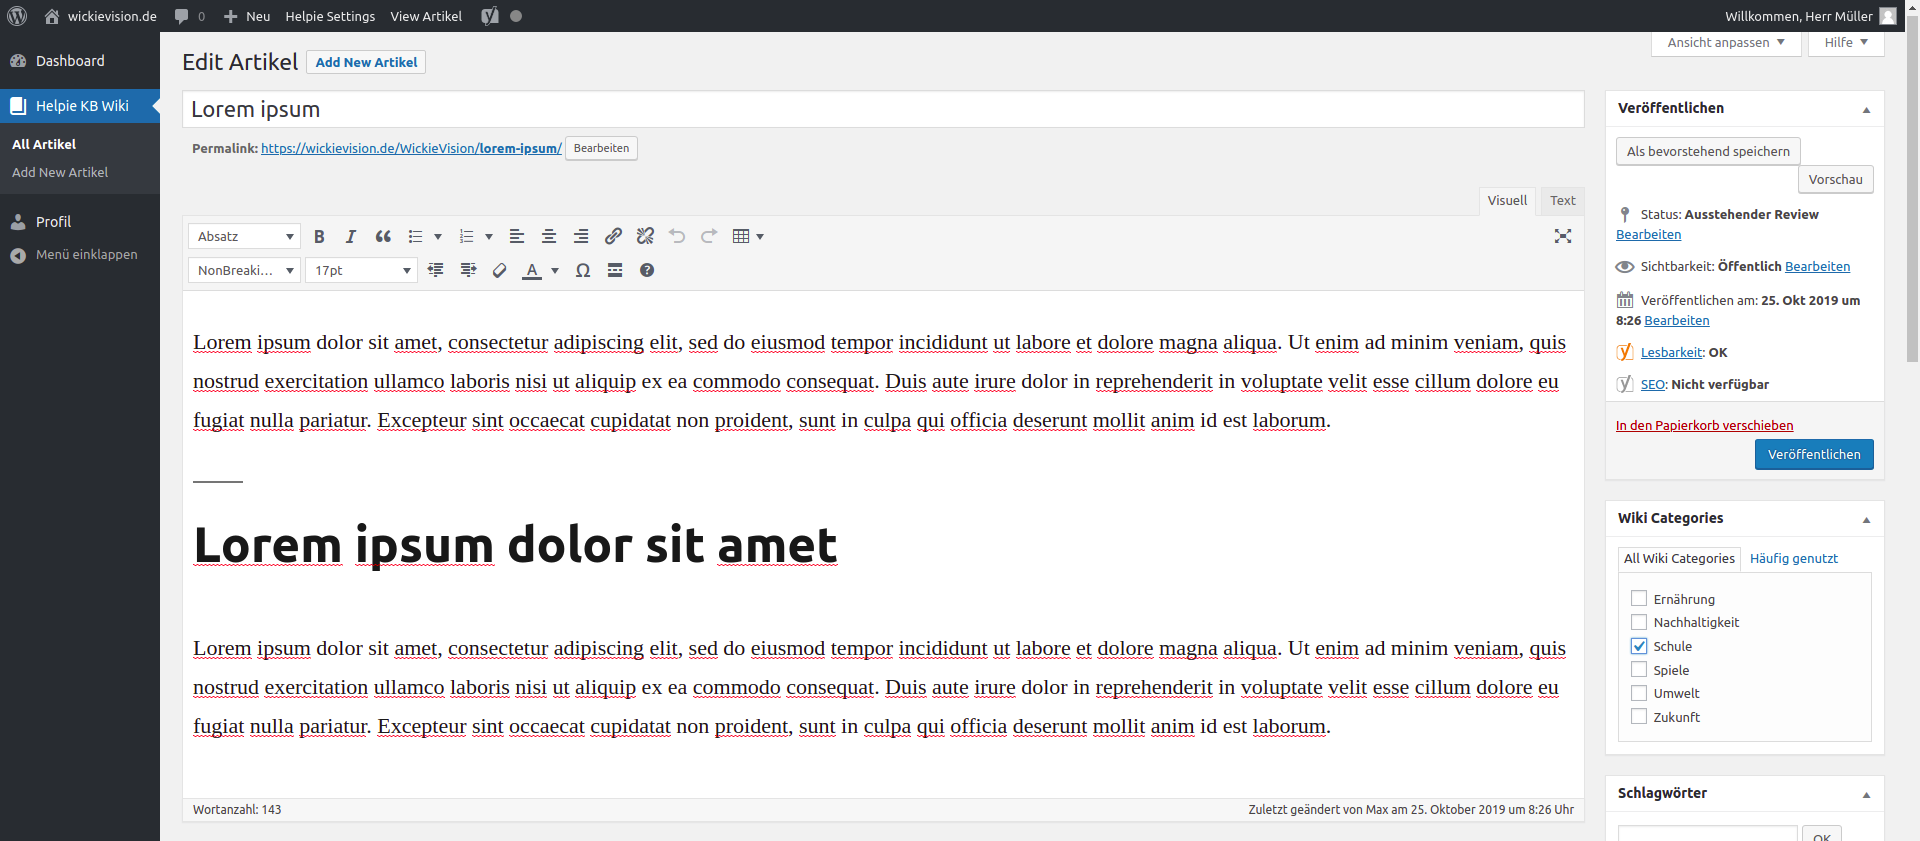 wickievision.de 0 Neu Helpie Settings View Artikel Willkommen, Herr Müller
Dashboard
Helpie KB Wiki
All Artikel
Add New Artikel
Profil
Menü einklappen
Ansicht anpassen Hilfe
Edit Artikel Add New Artikel
Lorem ipsum
Permalink: https://wickievision.de/WickieVision/lorem-ipsum/ Bearbeiten
Visuell Text
Absatz
NonBreaki... 17pt
Lorem ipsum dolor sit amet, consectetur adipiscing elit, sed do eiusmod tempor incididunt ut labore et dolore magna aliqua. Ut enim ad minim veniam, quis
nostrud exercitation ullamco laboris nisi ut aliquip ex ea commodo consequat. Duis aute irure dolor in reprehenderit in voluptate velit esse cillum dolore eu
fugiat nulla pariatur. Excepteur sint occaecat cupidatat non proident, sunt in culpa qui officia deserunt mollit anim id est laborum.
Lorem ipsum dolor sit amet
Lorem ipsum dolor sit amet, consectetur adipiscing elit, sed do eiusmod tempor incididunt ut labore et dolore magna aliqua. Ut enim ad minim veniam, quis
nostrud exercitation ullamco laboris nisi ut aliquip ex ea commodo consequat. Duis aute irure dolor in reprehenderit in voluptate velit esse cillum dolore eu
fugiat nulla pariatur. Excepteur sint occaecat cupidatat non proident, sunt in culpa qui officia deserunt mollit anim id est laborum.
Wortanzahl: 143 Zuletzt geändert von Max am 25. Oktober 2019 um 8:26 Uhr
Veröffentlichen
Als bevorstehend speichern
Vorschau
Status: Ausstehender Review
Bearbeiten
Sichtbarkeit: Öffentlich Bearbeiten
Veröffentlichen am: 25. Okt 2019 um
8:26 Bearbeiten
Lesbarkeit: OK
SEO: Nicht verfügbar
In den Papierkorb verschieben
Veröffentlichen
Wiki Categories
All Wiki Categories Häufig genutzt
Ernährung
Nachhaltigkeit
Schule
Spiele
Umwelt
Zukunft
Schlagwörter
OK